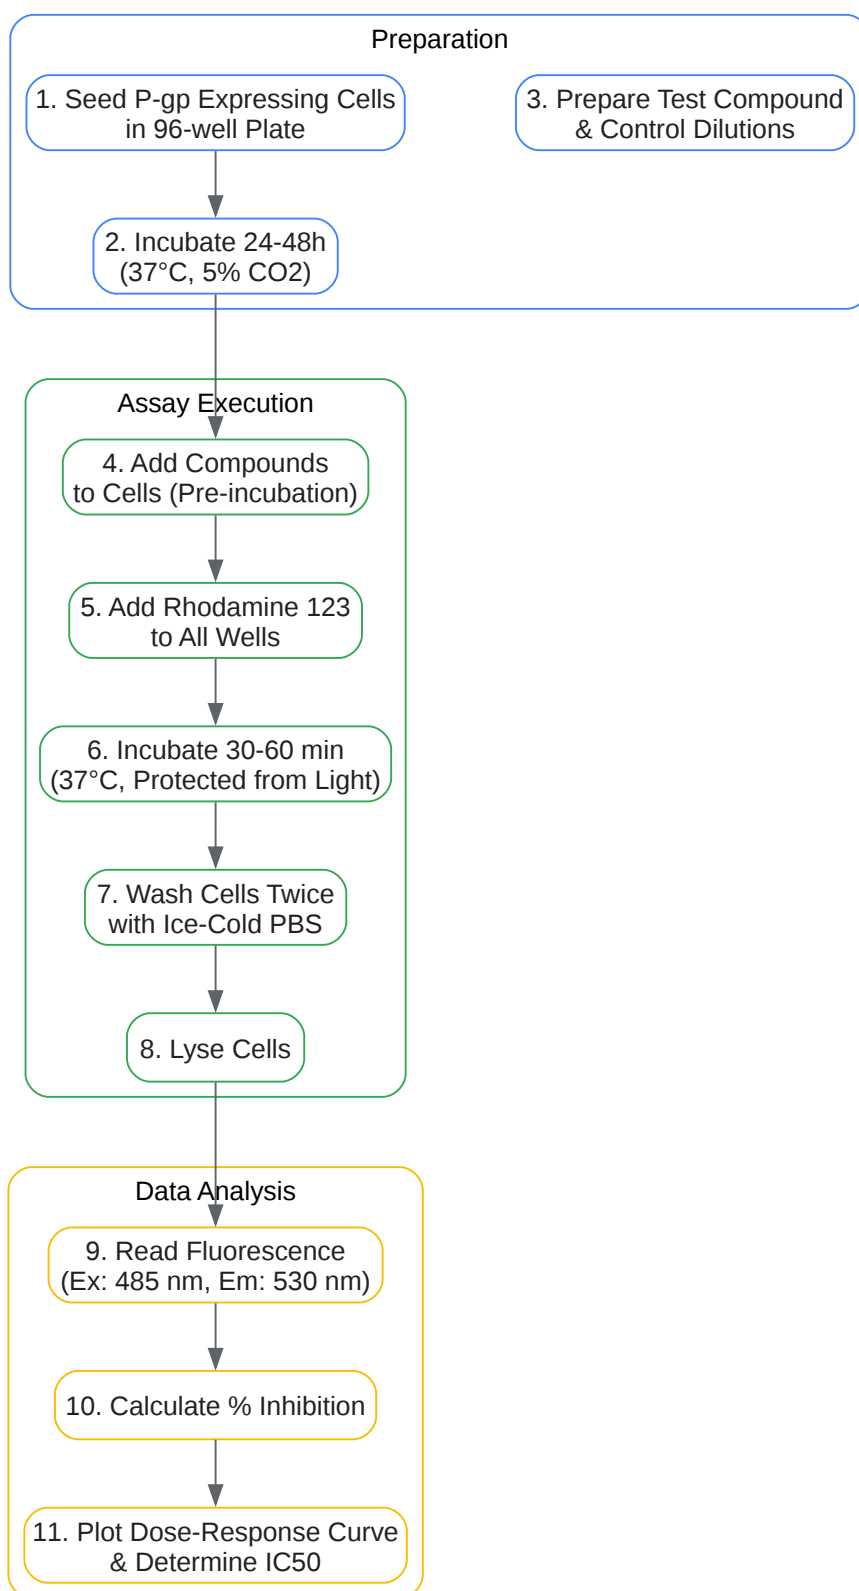 Preparation
1. Seed P-gp Expressing Cells
in 96-well Plate
3. Prepare Test Compound
& Control Dilutions
2. Incubate 24-48h
(37°C, 5% CO2)
Assay Execution
4. Add Compounds
to Cells (Pre-incubation)
5. Add Rhodamine 123
to All Wells
6. Incubate 30-60 min
(37°C, Protected from Light)
7. Wash Cells Twice
with Ice-Cold PBS
8. Lyse Cells
Data Analysis
9. Read Fluorescence
(Ex: 485 nm, Em: 530 nm)
10. Calculate % Inhibition
11. Plot Dose-Response Curve
& Determine IC50